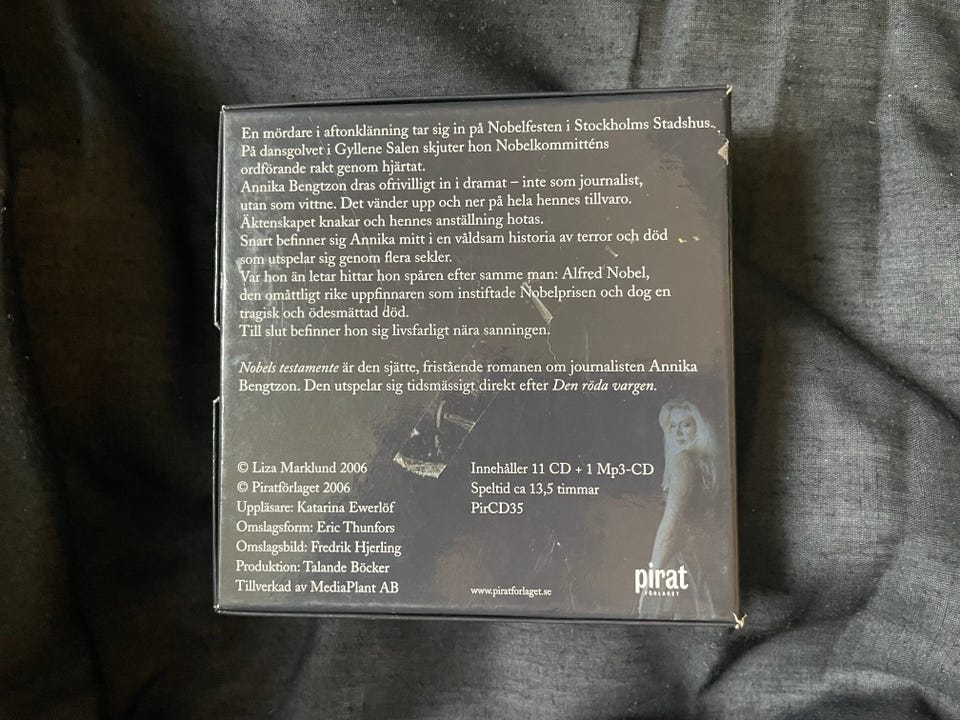 En mördare i aftonklänning tar sig in på Nobelfesten i Stockholms Stadshus.
På dansgolvet i Gyllene Salen skjuter hon Nobelkommitténs
ordförande rakt genom hjärtat.
Annika Bengtzon dras ofrivilligt in i dramat – inte som journalist,
utan som vittne. Det vänder upp och ner på hela hennes tillvaro.
Äktenskapet knakar och hennes anställning hotas.
Snart befinner sig Annika mitt i en våldsam historia av terror och död
som utspelar sig genom flera sekler.
Var hon än letar hittar hon spåren efter samme man: Alfred Nobel,
den omåttligt rike uppfinnaren som instiftade Nobelprisen och dog en
tragisk och ödesmättad död.
Till slut befinner hon sig livsfarligt nära sanningen.
Nobels testamente är den sjätte, fristående romanen om journalisten Annika
Bengtzon. Den utspelar sig tidsmässigt direkt efter Den röda vargen.
© Liza Marklund 2006
© Piratförlaget 2006
Uppläsare: Katarina Ewerlöf
Omslagsform: Eric Thunfors
Omslagsbild: Fredrik Hjerling
Produktion: Talande Böcker
Tillverkad av MediaPlant AB
Innehåller 11 CD + 1 Mp3-CD
Speltid ca 13,5 timmar
PirCD35
www.piratforlaget.se
pirat
FÖRLAGET